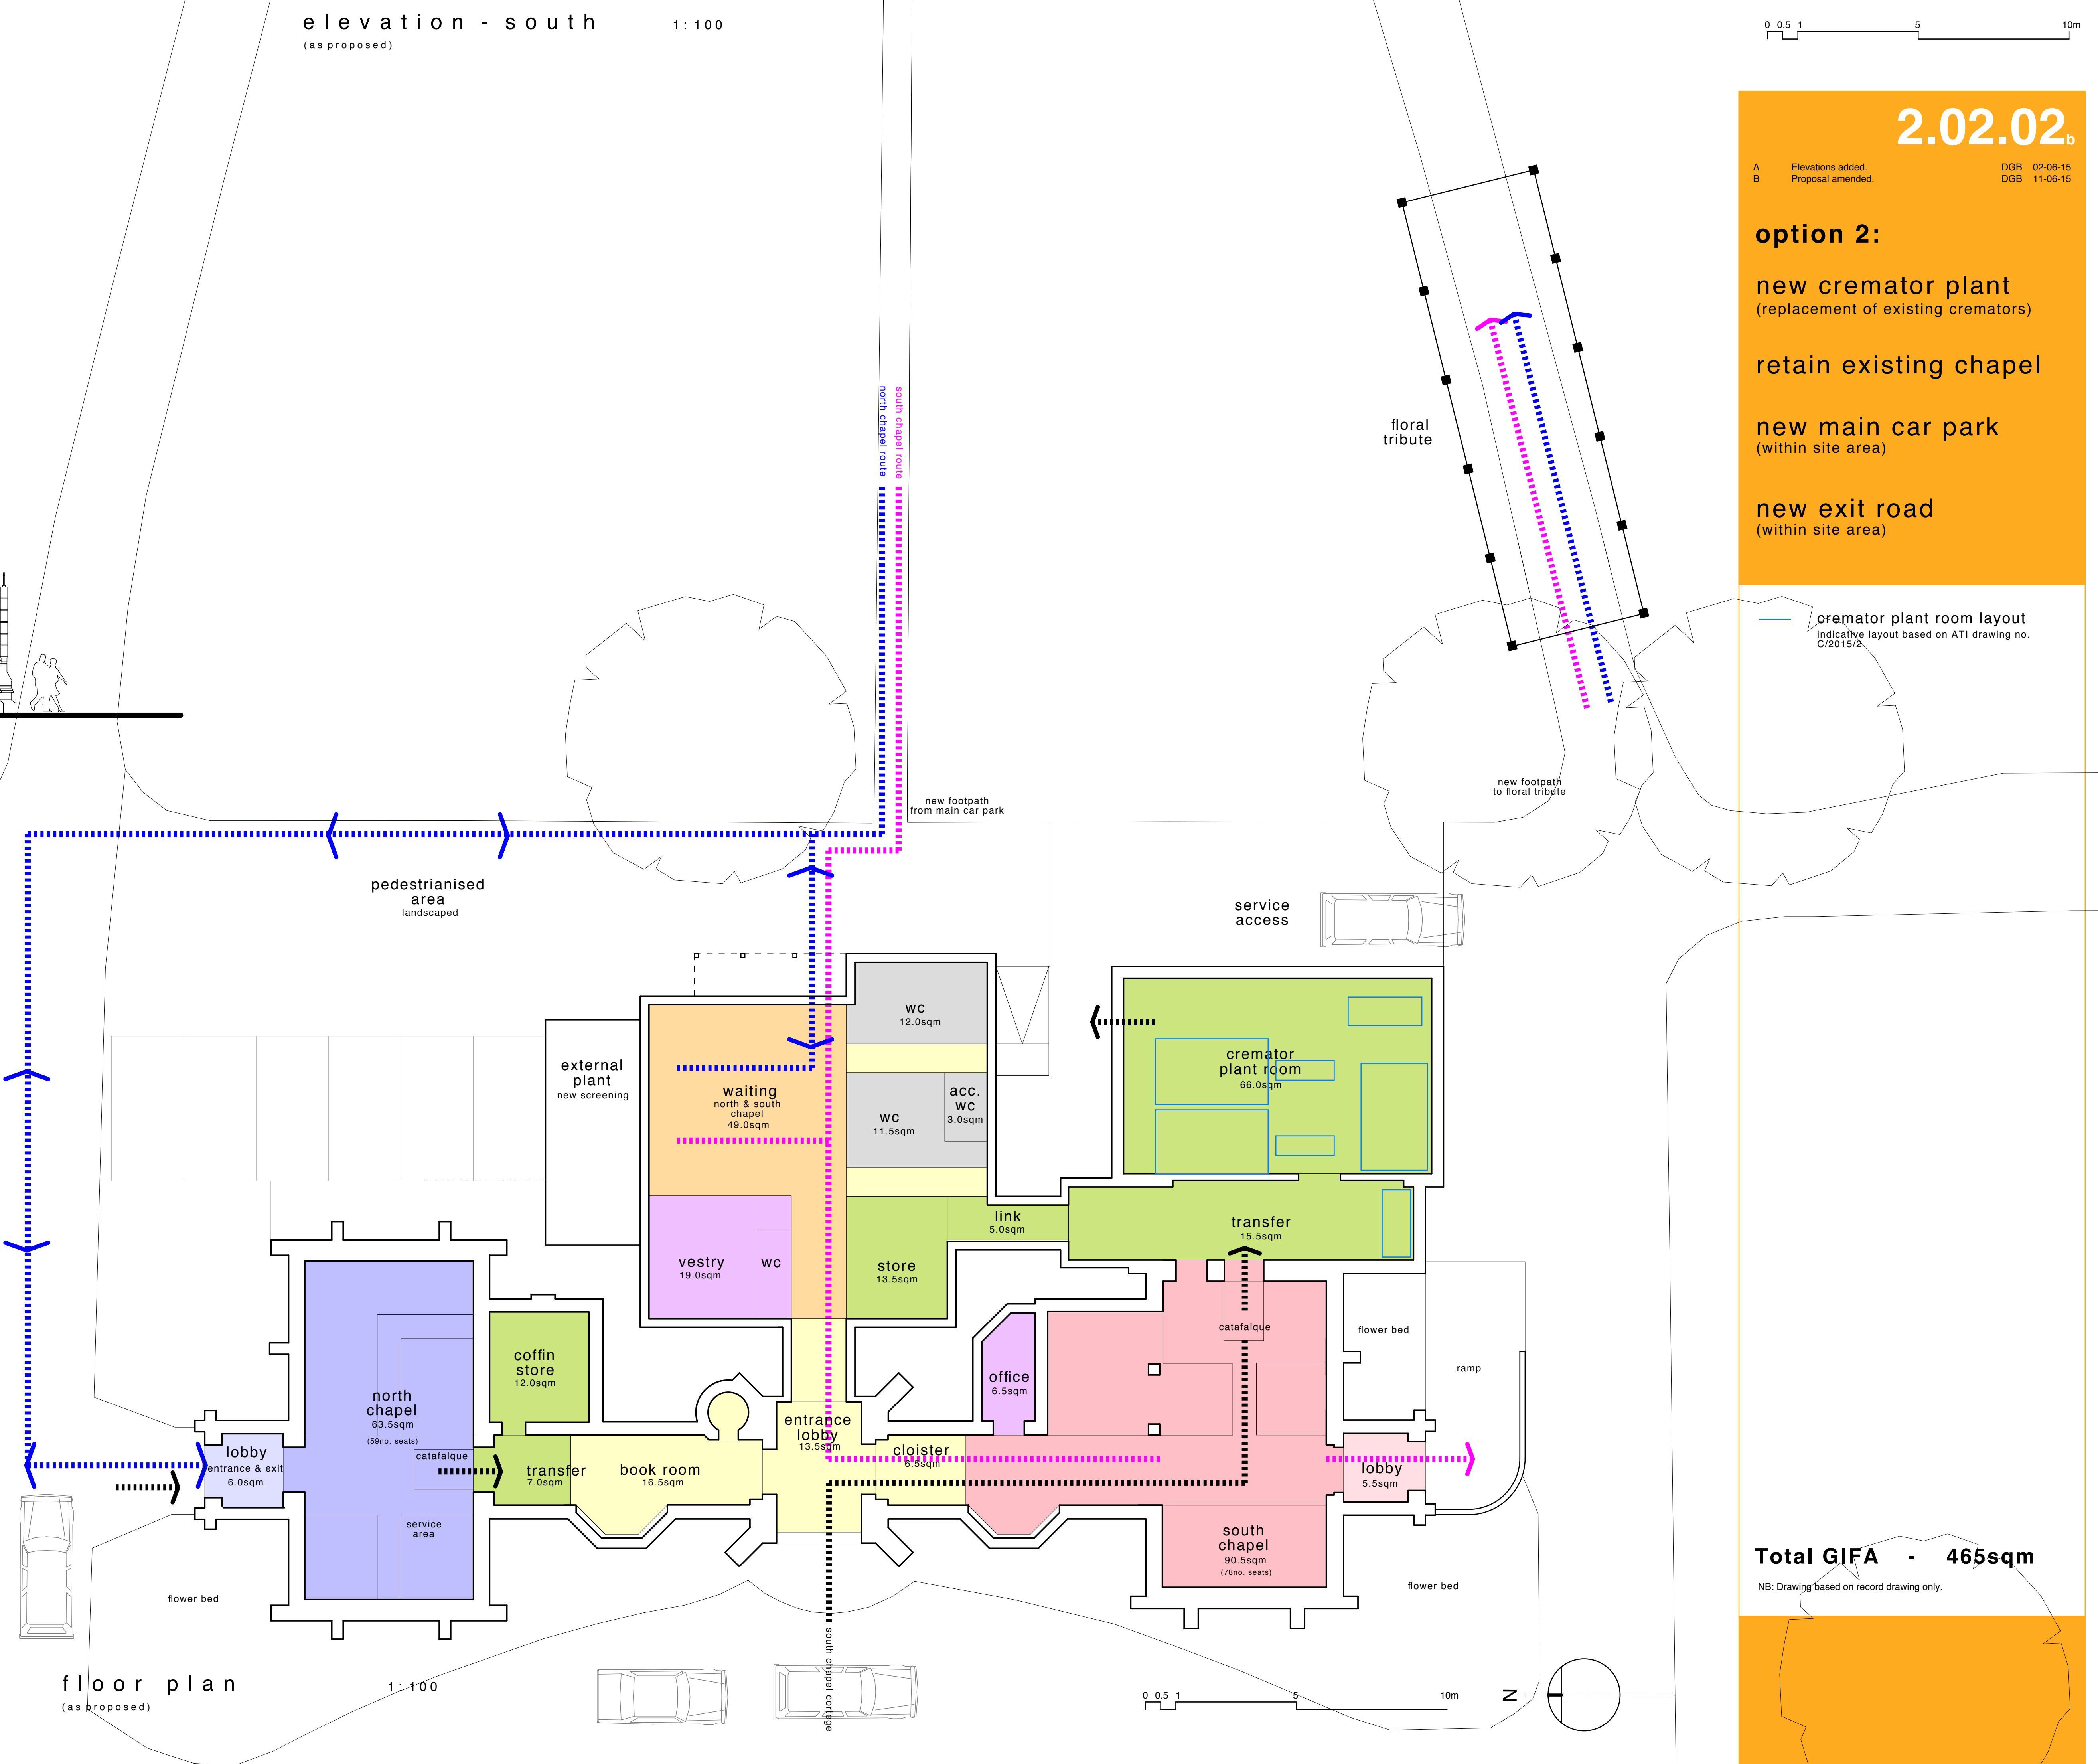 elevation - south 1:100
(as proposed)
0 0.5 1 5 10m
2.02.02b
A Elevations added. DGB 02-06-15
B Proposal amended. DGB 11-06-15
option 2:
new cremator plant
(replacement of existing cremators)
retain existing chapel
new main car park
(within site area)
new exit road
(within site area)
cremator plant room layout
indicative layout based on ATI drawing no.
C/2015/2
north chapel route
south chapel route
floral
tribute
new footpath
to floral tribute
new footpath
from main car park
pedestrianised
area
landscaped
service
access
external
plant
new screening
waiting
north & south
chapel
49.0sqm
wc
12.0sqm
wc
11.5sqm
acc.
wc
3.0sqm
cremator
plant room
66.0sqm
vestry
19.0sqm
wc
store
13.5sqm
link
5.0sqm
transfer
15.5sqm
coffin
store
12.0sqm
north
chapel
63.5sqm
(59no. seats)
lobby
entrance & exit
6.0sqm
catafalque
transfer
7.0sqm
book room
16.5sqm
entrance
lobby
13.5sqm
cloister
6.5sqm
office
6.5sqm
catafalque
flower bed
ramp
lobby
5.5sqm
service
area
south
chapel
90.5sqm
(78no. seats)
flower bed
flower bed
south chapel cortege
floor plan 1:100
(as proposed)
0 0.5 1 5 10m
N
Total GIFA - 465sqm
NB: Drawing based on record drawing only.